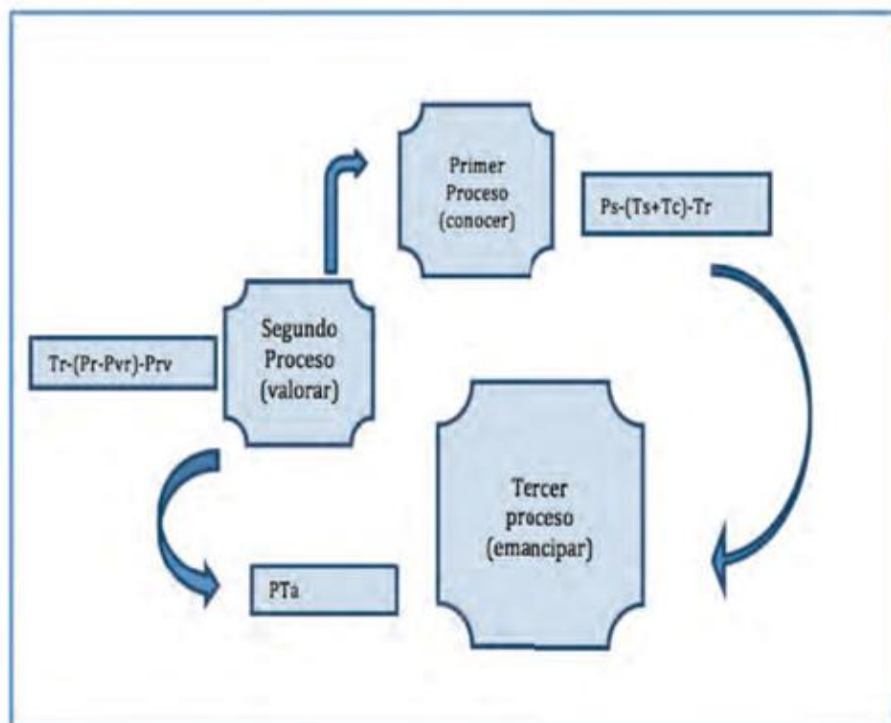 Primer
Proceso
(conocer)
Ps-(Ts+Tc)-Tr
Segundo
Proceso
(valorar)
Tr-(Pr-Pvr)-Prv
Tercer
proceso
(emancipar)
PTa